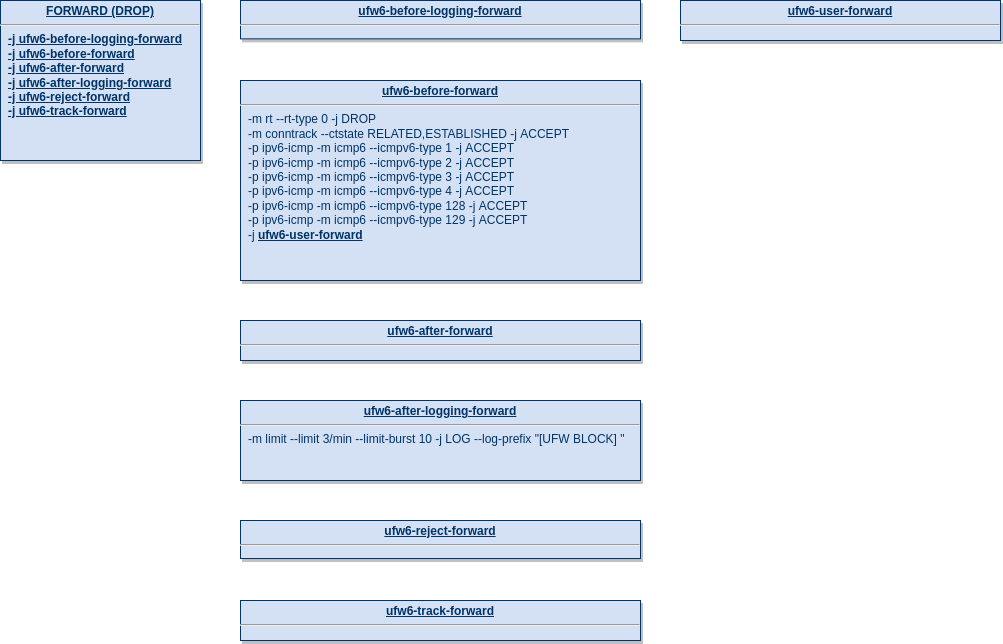 FORWARD (DROP)
-j ufw6-before-logging-forward
-j ufw6-before-forward
-j ufw6-after-forward
-j ufw6-after-logging-forward
-j ufw6-reject-forward
-j ufw6-track-forward
ufw6-before-logging-forward
ufw6-before-forward
-m rt --rt-type 0 -j DROP
-m conntrack --ctstate RELATED,ESTABLISHED -j ACCEPT
-p ipv6-icmp -m icmp6 --icmpv6-type 1 -j ACCEPT
-p ipv6-icmp -m icmp6 --icmpv6-type 2 -j ACCEPT
-p ipv6-icmp -m icmp6 --icmpv6-type 3 -j ACCEPT
-p ipv6-icmp -m icmp6 --icmpv6-type 4 -j ACCEPT
-p ipv6-icmp -m icmp6 --icmpv6-type 128 -j ACCEPT
-p ipv6-icmp -m icmp6 --icmpv6-type 129 -j ACCEPT
-j ufw6-user-forward
ufw6-after-forward
ufw6-after-logging-forward
-m limit --limit 3/min --limit-burst 10 -j LOG --log-prefix "[UFW BLOCK] "
ufw6-reject-forward
ufw6-track-forward
ufw6-user-forward